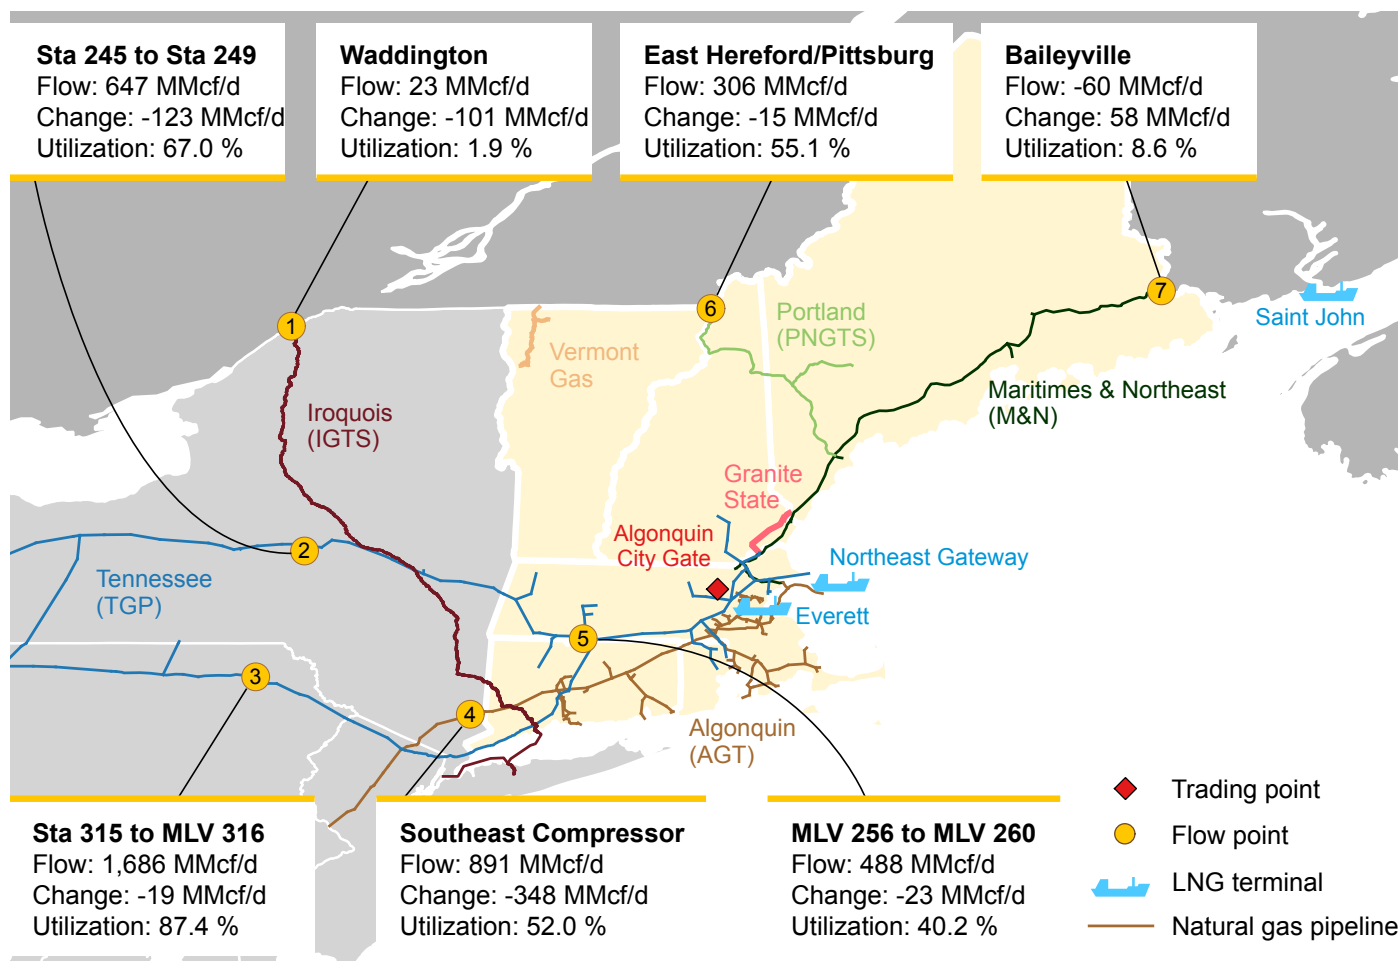 Sta 245 to Sta 249
Flow: 647 MMcf/d
Change: -123 MMcf/d
Utilization: 67.0 %
Waddington
Flow: 23 MMcf/d
Change: -101 MMcf/d
Utilization: 1.9 %
East Hereford/Pittsburg
Flow: 306 MMcf/d
Change: -15 MMcf/d
Utilization: 55.1 %
Baileyville
Flow: -60 MMcf/d
Change: 58 MMcf/d
Utilization: 8.6 %
7
6
1
Saint John
Portland
(PNGTS)
Vermont
Gas
Maritimes & Northeast
(M&N)
Iroquois
(IGTS)
Granite
State
Algonquin
City Gate
2
Northeast Gateway
Tennessee
(TGP)
Everett
5
3
4
Algonquin
(AGT)
Sta 315 to MLV 316
Flow: 1,686 MMcf/d
Change: -19 MMcf/d
Utilization: 87.4 %
Southeast Compressor
Flow: 891 MMcf/d
Change: -348 MMcf/d
Utilization: 52.0 %
MLV 256 to MLV 260
Flow: 488 MMcf/d
Change: -23 MMcf/d
Utilization: 40.2 %
Trading point
Flow point
LNG terminal
Natural gas pipeline